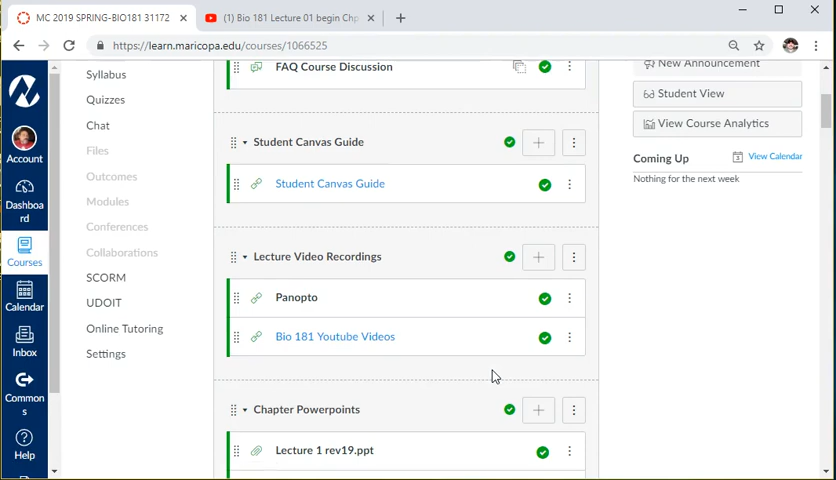 MC 2019 SPRING-BIO181 31172
(1) Bio 181 Lecture 01 begin Chp
https://learn.maricopa.edu/courses/1066525
Account
Dashboa
rd
Courses
Calendar
Inbox
Common
s
Help
Syllabus
Quizzes
Chat
Files
Outcomes
Modules
Conferences
Collaborations
SCORM
UDOIT
Online Tutoring
Settings
FAQ Course Discussion
Student Canvas Guide
Student Canvas Guide
Lecture Video Recordings
Panopto
Bio 181 Youtube Videos
Chapter Powerpoints
Lecture 1 rev19.ppt
New Announcement
Student View
View Course Analytics
Coming Up
View Calendar
Nothing for the next week